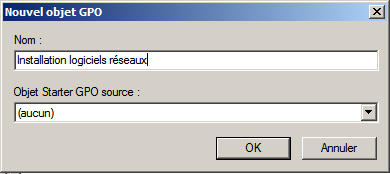 Nouvel objet GPO
Nom :
Installation logiciels réseaux
Objet Starter GPO source :
(aucun)
OK Annuler